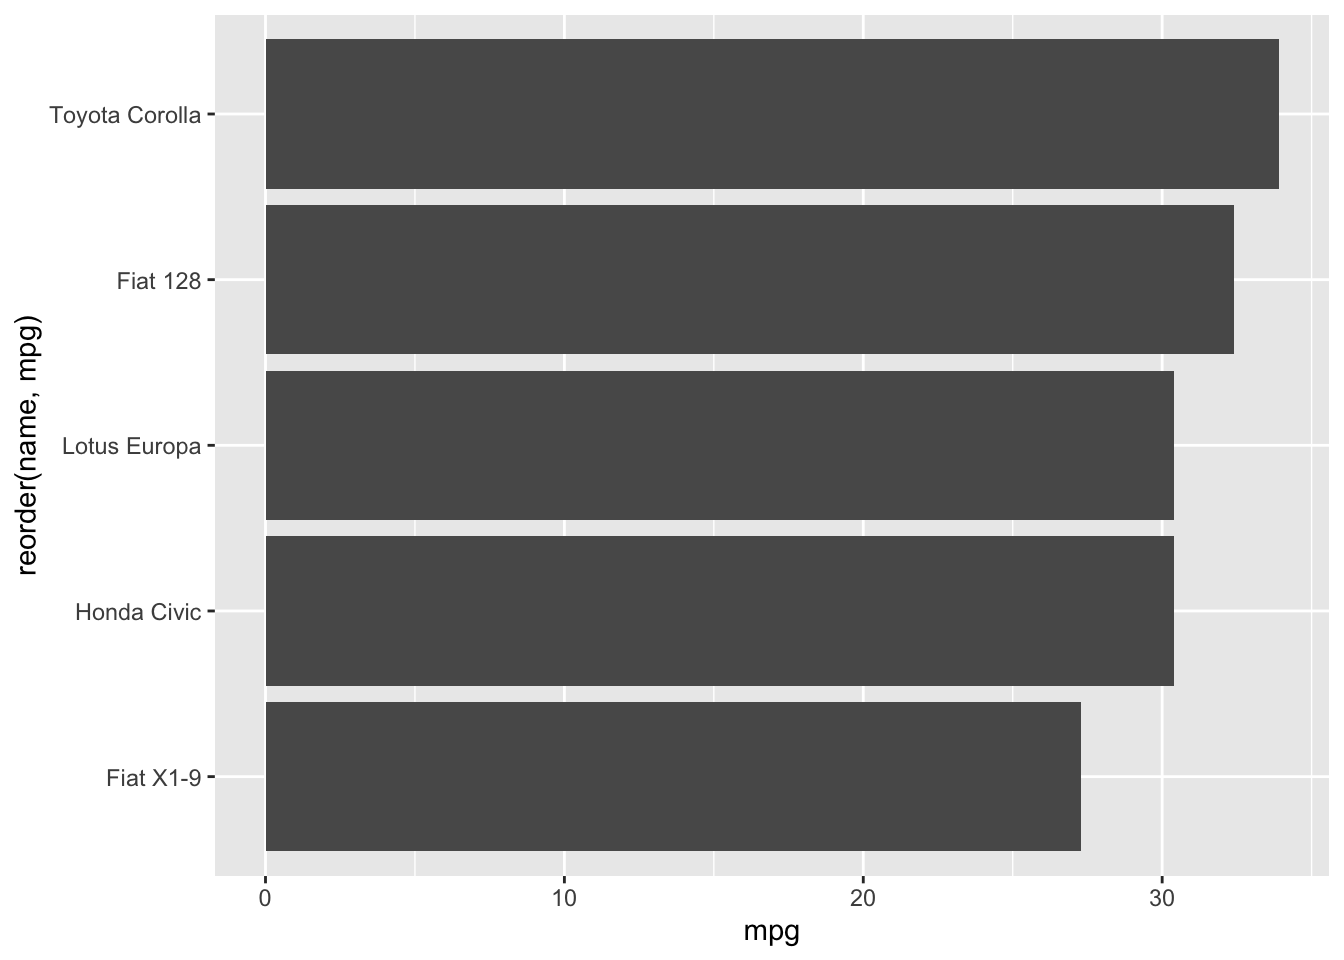 Toyota Corolla
Fiat 128
Lotus Europa
Honda Civic
Fiat X1-9
reorder(name, mpg)
0
10
20
30
mpg